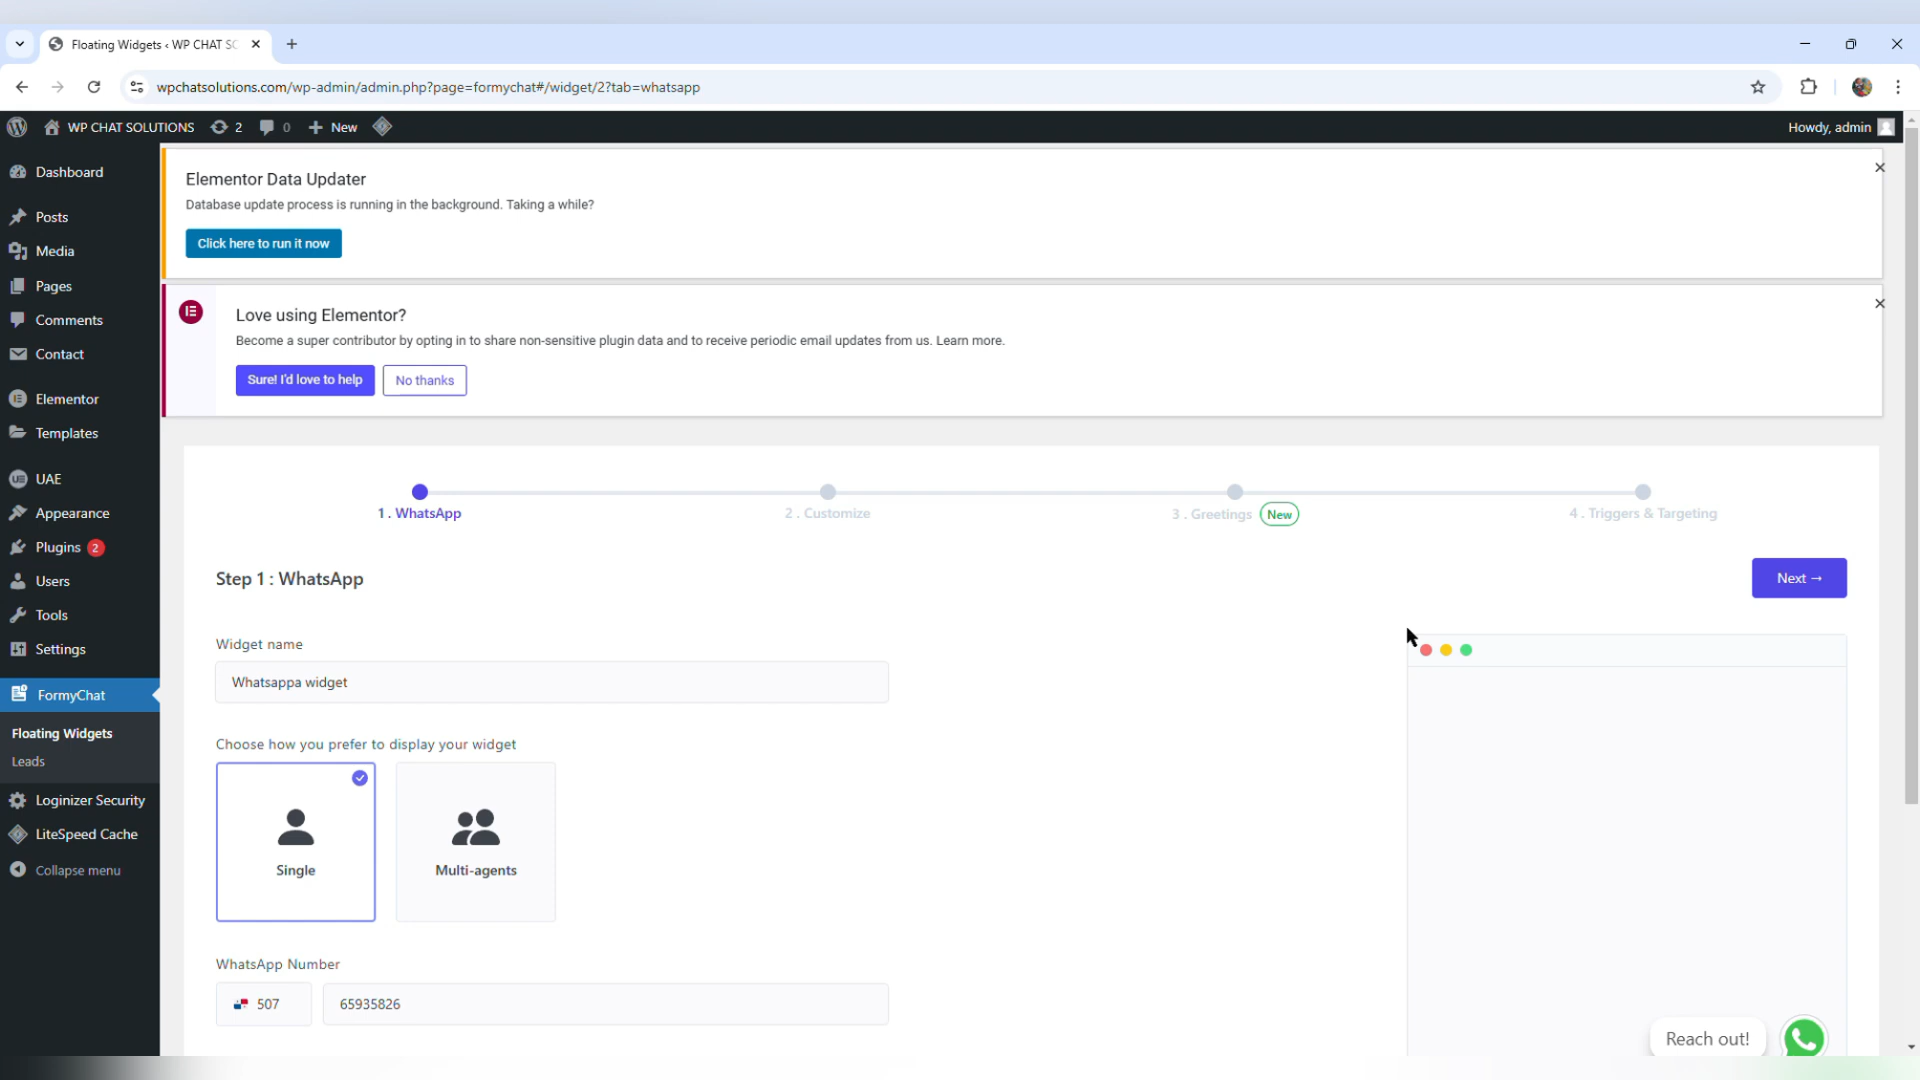 Floating Widgets ‹ WP CHAT SO
wpchatsolutions.com/wp-admin/admin.php?page=formychat#/widget/2?tab=whatsapp
WP CHAT SOLUTIONS 2 0 New Howdy, admin
Dashboard
Posts
Media
Pages
Comments
Contact
Elementor
Templates
UAE
Appearance
Plugins 2
Users
Tools
Settings
FormyChat
Floating Widgets
Leads
Loginizer Security
LiteSpeed Cache
Collapse menu
Elementor Data Updater
Database update process is running in the background. Taking a while?
Click here to run it now
Love using Elementor?
Become a super contributor by opting in to share non-sensitive plugin data and to receive periodic email updates from us. Learn more.
Sure! I'd love to help No thanks
1 . WhatsApp 2 . Customize 3 . Greetings New 4 . Triggers & Targeting
Step 1 : WhatsApp Next →
Widget name
Whatsappa widget
Choose how you prefer to display your widget
Single Multi-agents
WhatsApp Number
507 65935826
Reach out!